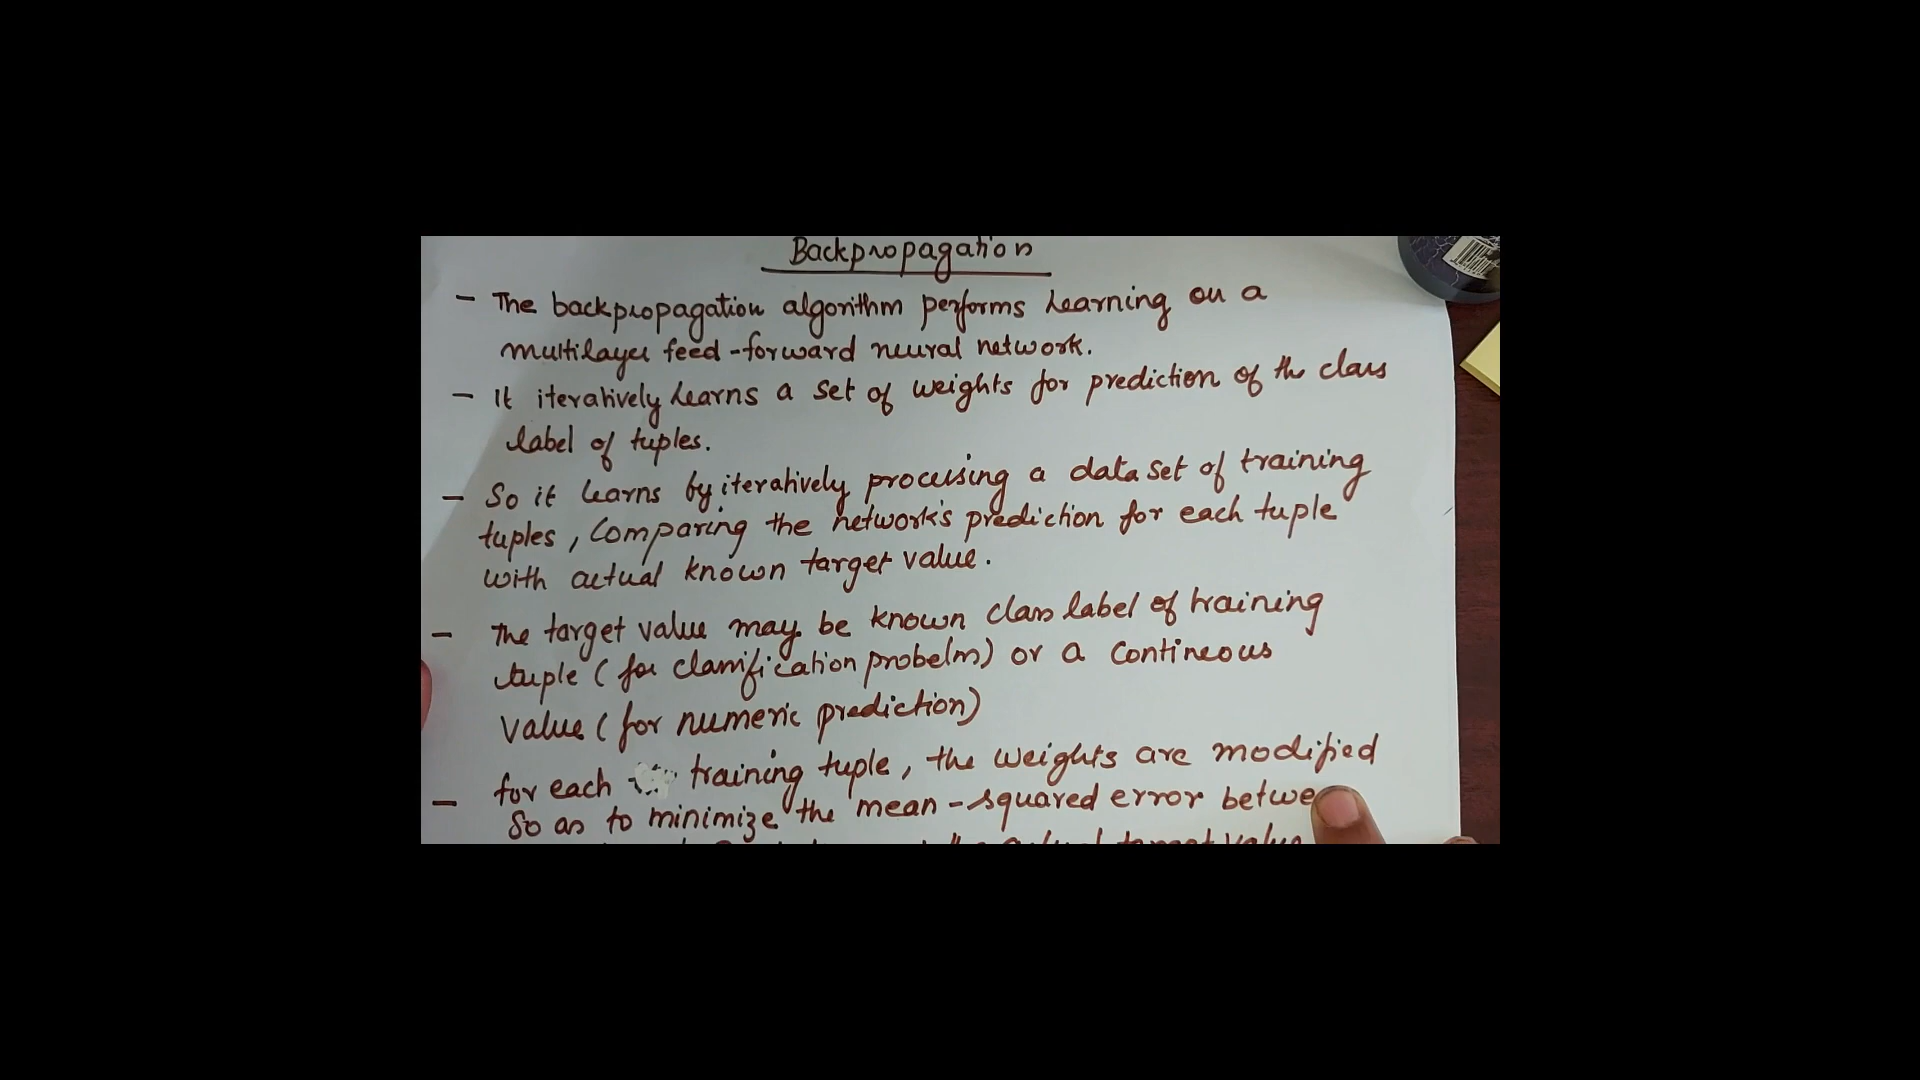 Backpropagation
- The backpropagation algorithm performs learning on a
multilayer feed-forward neural network.
- It iteratively learns a set of weights for prediction of the class
label of tuples.
- So it learns by iteratively processing a data set of training
tuples, Comparing the network's prediction for each tuple
with actual known target value.
- The target value may be known class label of training
tuple (for classification probelm) or a Contineous
value (for numeric prediction)
- for each training tuple, the weights are modified
So as to minimize the mean-squared error betwe
the actual target value